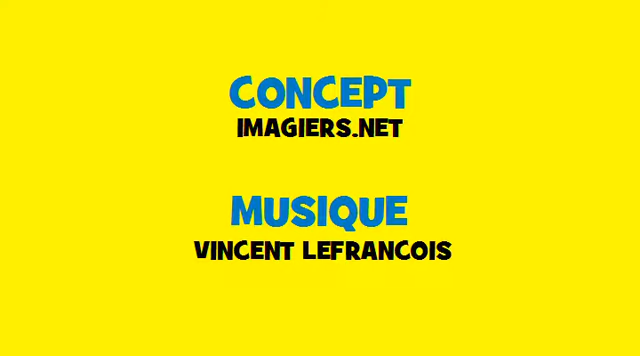 CONCEPT
IMAGIERS.NET
MUSIQUE
VINCENT LEFRANCOIS